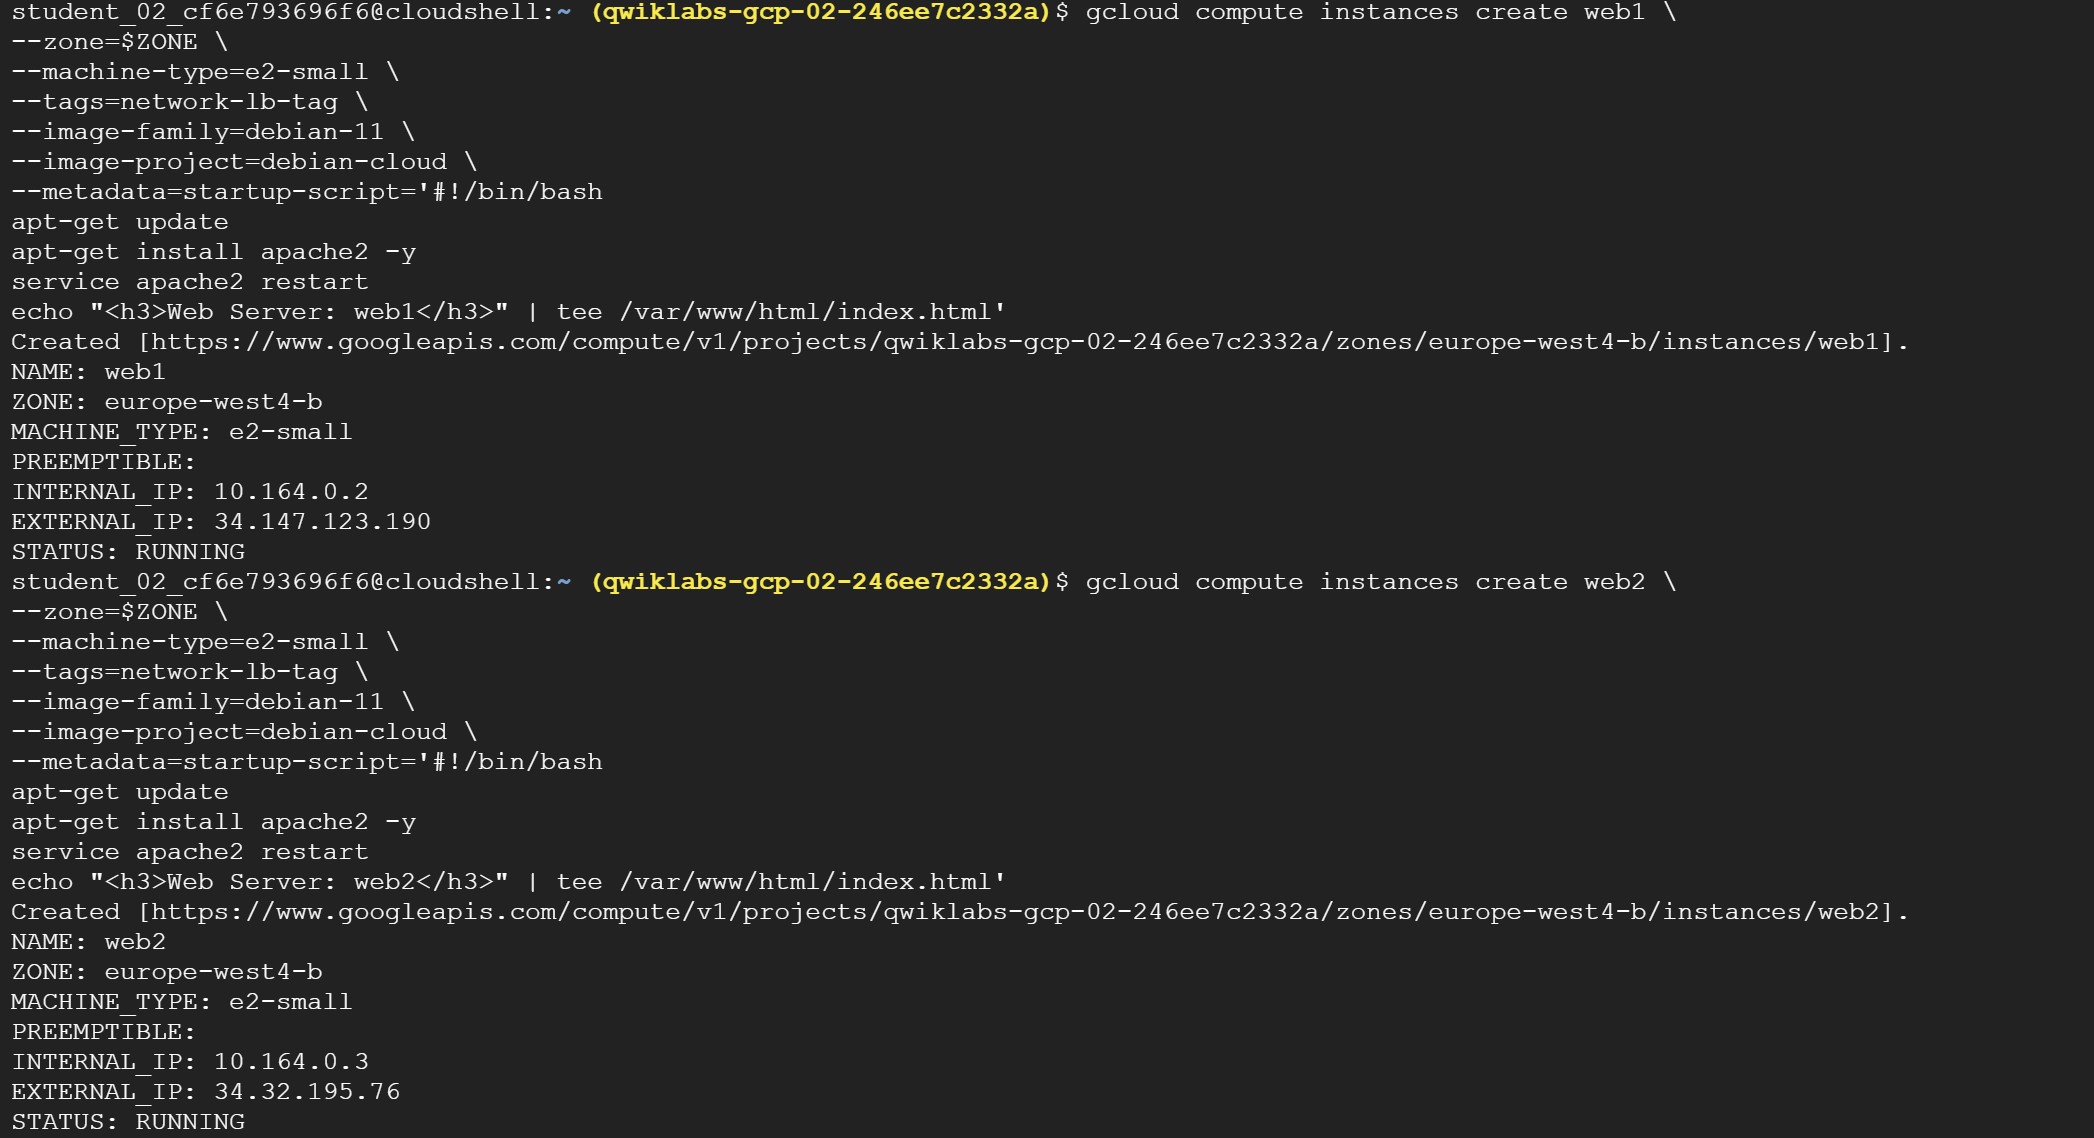 student_02_cf6e793696f6@cloudshell:~ (qwiklabs-gcp-02-246ee7c2332a)$ gcloud compute instances create web1 \
--zone=$ZONE \
--machine-type=e2-small \
--tags=network-lb-tag \
--image-family=debian-11 \
--image-project=debian-cloud \
--metadata=startup-script='#!/bin/bash
apt-get update
apt-get install apache2 -y
service apache2 restart
echo "<h3>Web Server: web1</h3>" | tee /var/www/html/index.html'
Created [https://www.googleapis.com/compute/v1/projects/qwiklabs-gcp-02-246ee7c2332a/zones/europe-west4-b/instances/web1].
NAME: web1
ZONE: europe-west4-b
MACHINE_TYPE: e2-small
PREEMPTIBLE:
INTERNAL_IP: 10.164.0.2
EXTERNAL_IP: 34.147.123.190
STATUS: RUNNING
student_02_cf6e793696f6@cloudshell:~ (qwiklabs-gcp-02-246ee7c2332a)$ gcloud compute instances create web2 \
--zone=$ZONE \
--machine-type=e2-small \
--tags=network-lb-tag \
--image-family=debian-11 \
--image-project=debian-cloud \
--metadata=startup-script='#!/bin/bash
apt-get update
apt-get install apache2 -y
service apache2 restart
echo "<h3>Web Server: web2</h3>" | tee /var/www/html/index.html'
Created [https://www.googleapis.com/compute/v1/projects/qwiklabs-gcp-02-246ee7c2332a/zones/europe-west4-b/instances/web2].
NAME: web2
ZONE: europe-west4-b
MACHINE_TYPE: e2-small
PREEMPTIBLE:
INTERNAL_IP: 10.164.0.3
EXTERNAL_IP: 34.32.195.76
STATUS: RUNNING